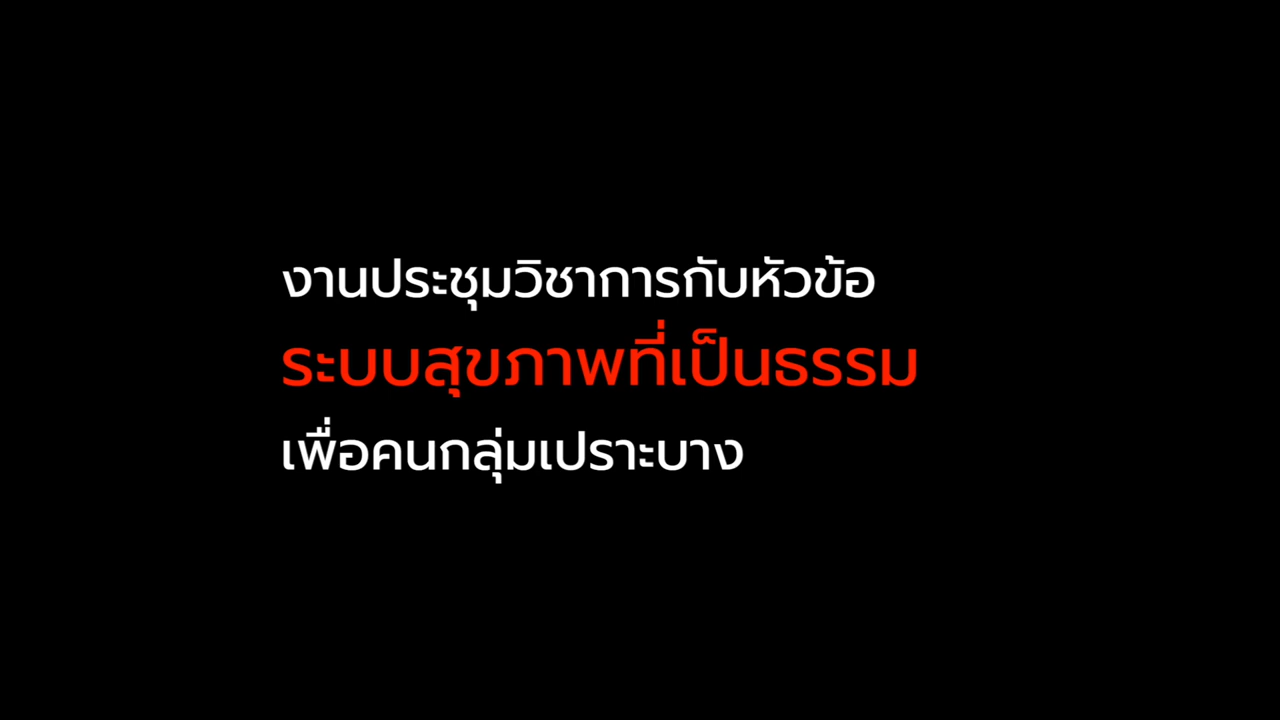 งานประชุมวิชาการกับหัวข้อ
ระบบสุขภาพที่เป็นธรรม
เพื่อคนกลุ่มเปราะบาง